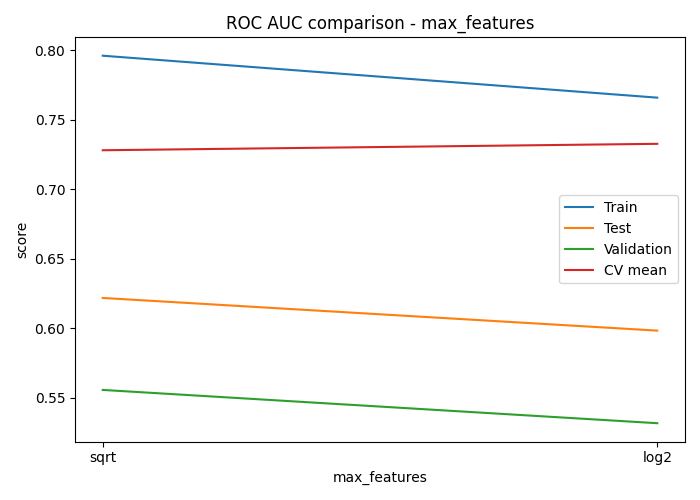 ROC AUC comparison - max_features
0.80
0.75
0.70
0.65
0.60
0.55
score
Train
Test
Validation
CV mean
sqrt
log2
max_features